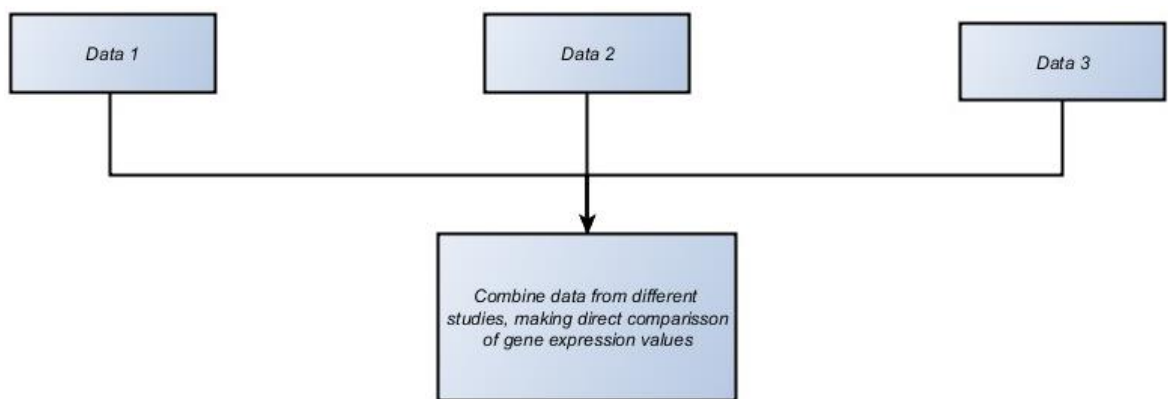 Data 1
Data 2
Data 3
Combine data from different
studies, making direct comparisson
of gene expression values